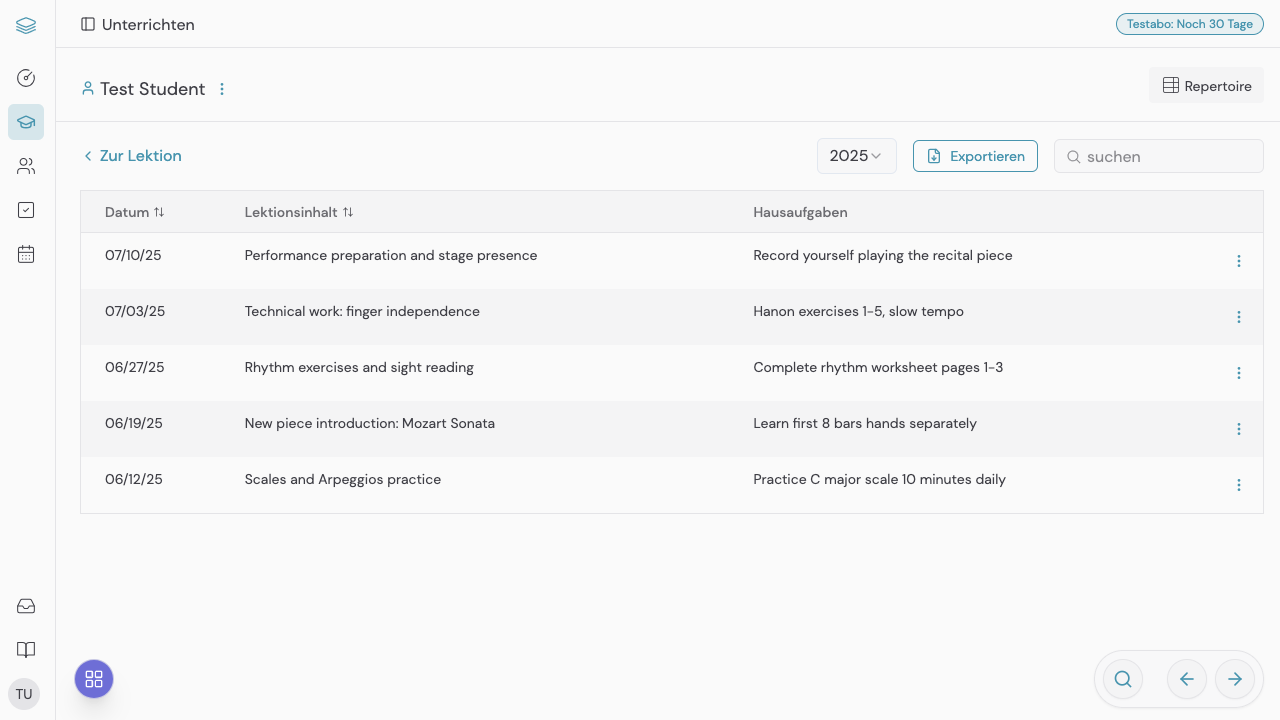 Unterrichten
Testabo: Noch 30 Tage
Test Student
Repertoire
Zur Lektion
2025
Exportieren
suchen
Datum Lektionsinhalt Hausaufgaben
07/10/25 Performance preparation and stage presence Record yourself playing the recital piece
07/03/25 Technical work: finger independence Hanon exercises 1-5, slow tempo
06/27/25 Rhythm exercises and sight reading Complete rhythm worksheet pages 1-3
06/19/25 New piece introduction: Mozart Sonata Learn first 8 bars hands separately
06/12/25 Scales and Arpeggios practice Practice C major scale 10 minutes daily
TU